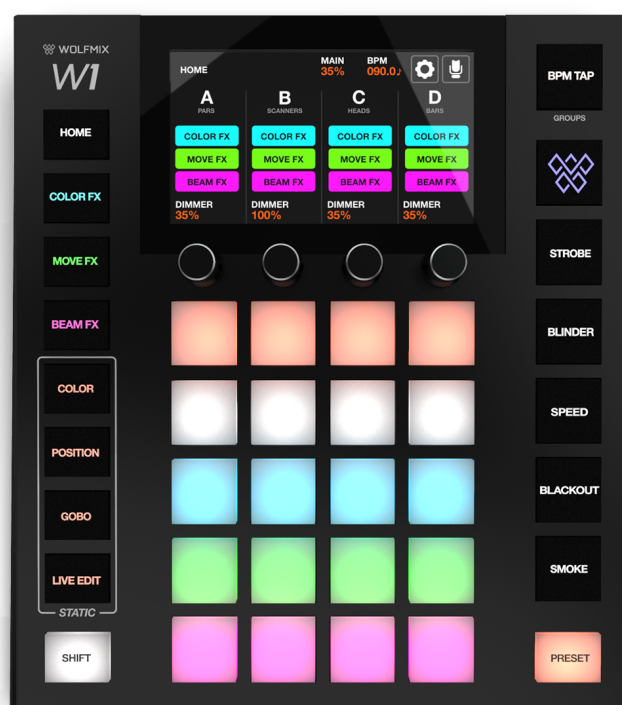 WOLFMIX
W1
HOME
COLOR FX
MOVE FX
BEAM FX
COLOR
POSITION
GOBO
LIVE EDIT
STATIC
SHIFT
HOME
MAIN
35%
BPM
090.0♪
A
PARS
B
SCANNERS
C
HEADS
D
BARS
COLOR FX COLOR FX COLOR FX COLOR FX
MOVE FX MOVE FX MOVE FX MOVE FX
BEAM FX BEAM FX BEAM FX BEAM FX
DIMMER DIMMER DIMMER DIMMER
35% 100% 35% 35%
BPM TAP
GROUPS
STROBE
BLINDER
SPEED
BLACKOUT
SMOKE
PRESET